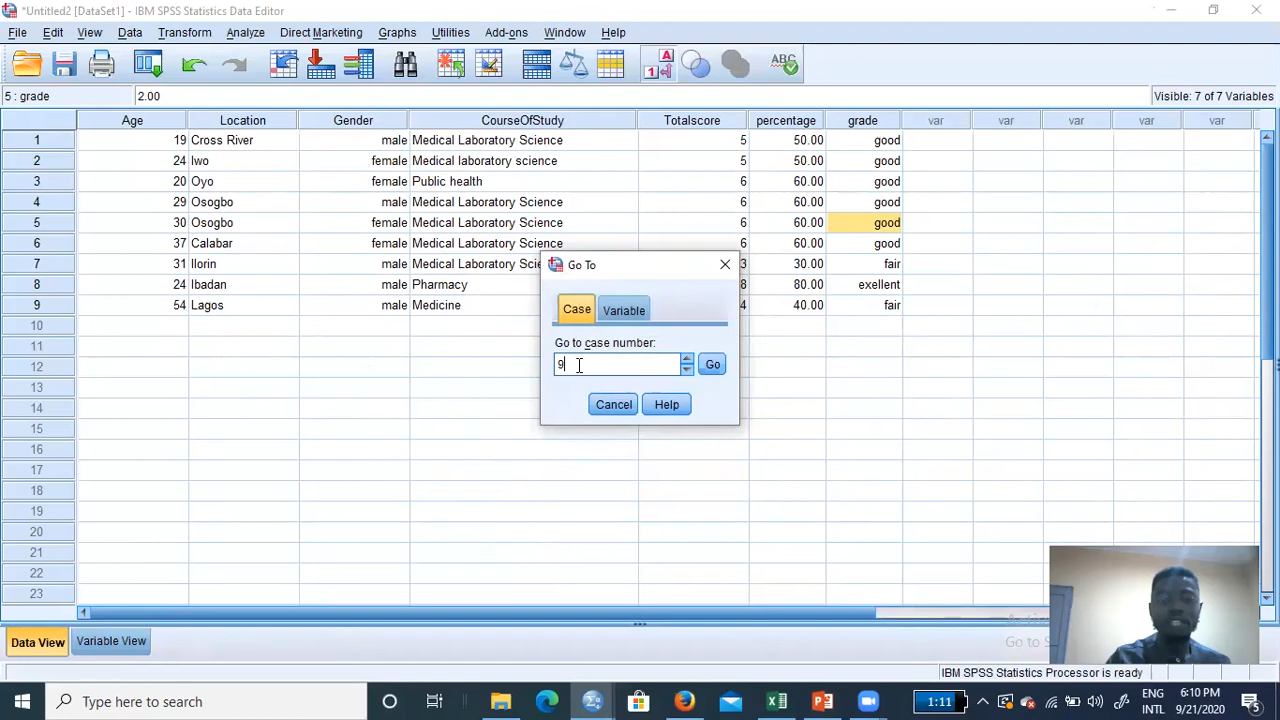 *Untitled2 [DataSet1] - IBM SPSS Statistics Data Editor
File Edit View Data Transform Analyze Direct Marketing Graphs Utilities Add-ons Window Help
5 : grade 2.00 Visible: 7 of 7 Variables
Age Location Gender CourseOfStudy Totalscore percentage grade var var var var var
1 19 Cross River male Medical Laboratory Science 5 50.00 good
2 24 Iwo female Medical laboratory science 5 50.00 good
3 20 Oyo female Public health 6 60.00 good
4 29 Osogbo male Medical Laboratory Science 6 60.00 good
5 30 Osogbo female Medical Laboratory Science 6 60.00 good
6 37 Calabar female Medical Laboratory Science 6 60.00 good
7 31 Ilorin male Medical Laboratory Scie 3 30.00 fair
8 24 Ibadan male Pharmacy 8 80.00 exellent
9 54 Lagos male Medicine 4 40.00 fair
10
11
12
13
14
15
16
17
18
19
20
21
22
23
Go To
Case Variable
Go to case number:
9 Go
Cancel Help
Data View Variable View
Go to S
IBM SPSS Statistics Processor is ready
Type here to search
1:11
ENG
INTL
6:10 PM
9/21/2020
5